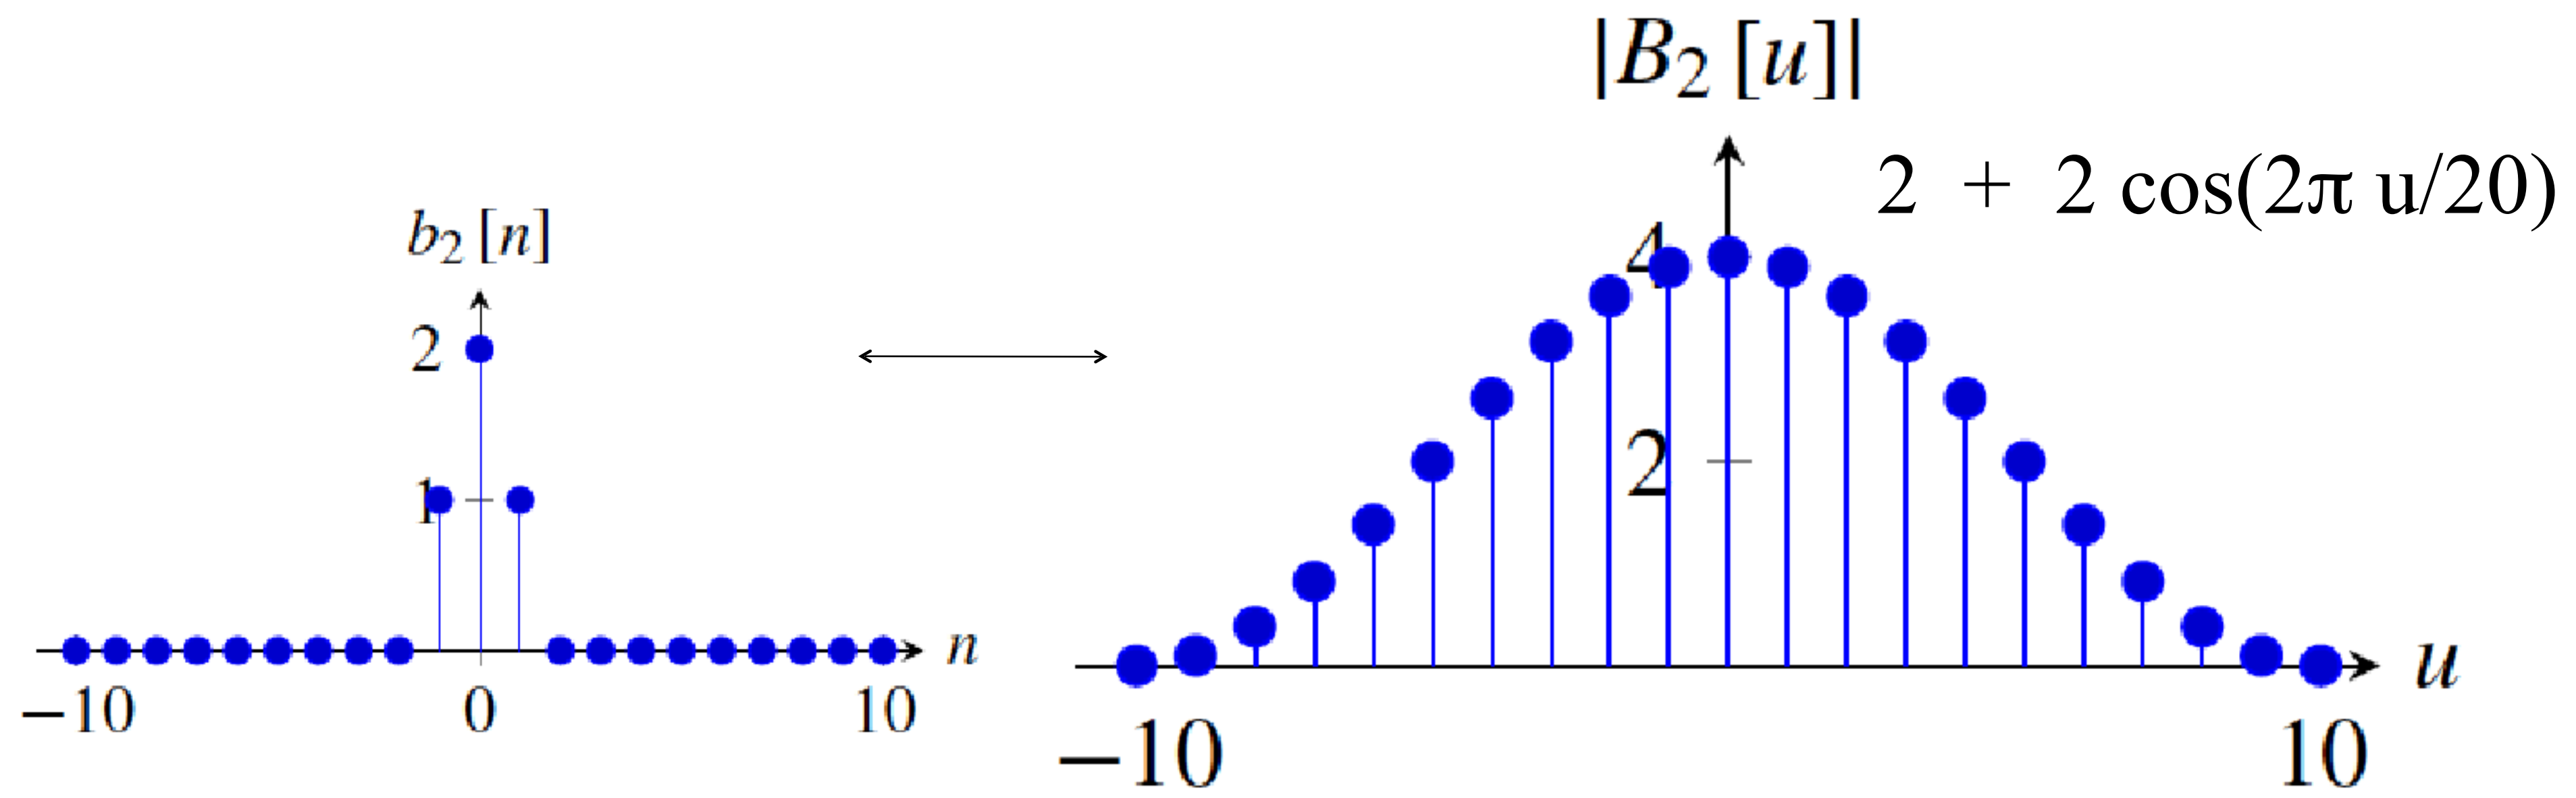 b₂ [n]
2
1
−10 0 10 n
|B₂ [u]|
2 + 2 cos(2π u/20)
4
2
−10 10 u